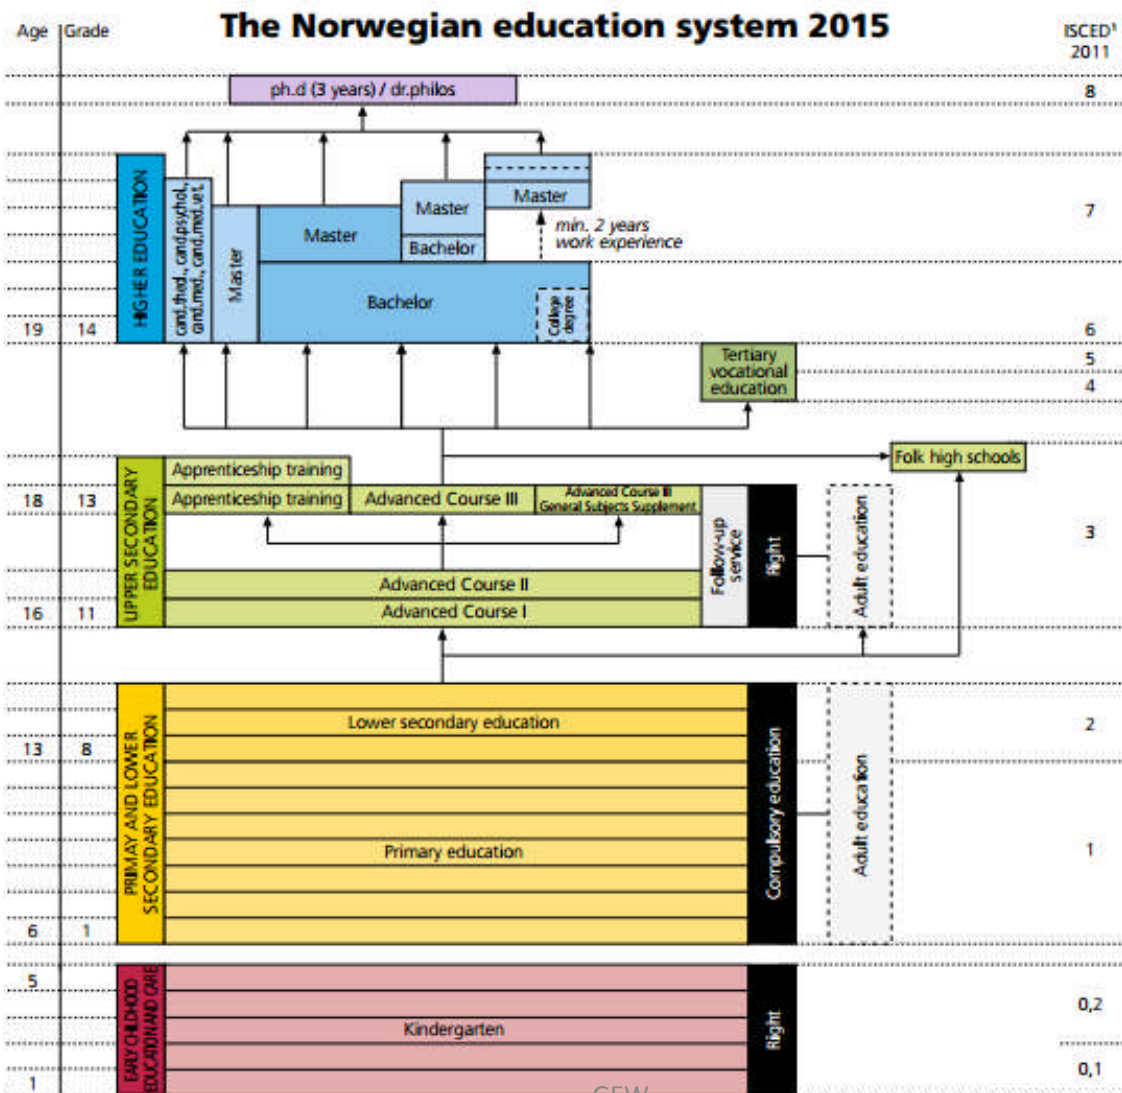 The Norwegian education system 2015
Age
Grade
ISCED¹
2011
ph.d (3 years) / dr.philos
8
HIGHER EDUCATION
cand.theol., cand.psychol.,
cand.med., cand.med.vet.
Master
Master
Master
Bachelor
Master
min. 2 years
work experience
7
Bachelor
College
degree
19
14
6
Tertiary
vocational
education
5
4
Folk high schools
UPPER SECONDARY
EDUCATION
Apprenticeship training
18
13
Apprenticeship training
Advanced Course III
Advanced Course III
General Subjects Supplement
Follow-up
service
Right
Adult education
3
Advanced Course II
16
11
Advanced Course I
PRIMAY AND LOWER
SECONDARY EDUCATION
Lower secondary education
2
13
8
Compulsory education
Adult education
Primary education
1
6
1
EARLY CHILDHOOD
EDUCATION AND CARE
5
0,2
Kindergarten
Right
0,1
1